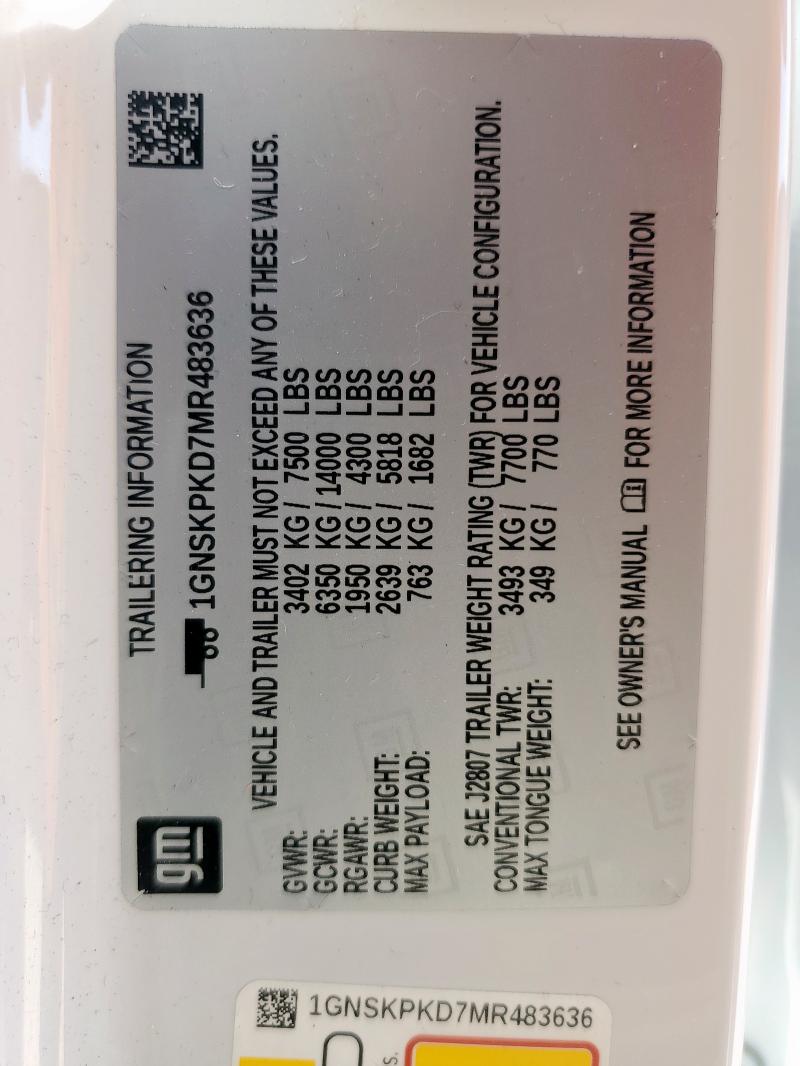 gm
TRAILERING INFORMATION
1GNSKPKD7MR483636
VEHICLE AND TRAILER MUST NOT EXCEED ANY OF THESE VALUES.
GVWR: 3402 KG / 7500 LBS
GCWR: 6350 KG / 14000 LBS
RGAWR: 1950 KG / 4300 LBS
CURB WEIGHT: 2639 KG / 5818 LBS
MAX PAYLOAD: 763 KG / 1682 LBS
SAE J2807 TRAILER WEIGHT RATING (TWR) FOR VEHICLE CONFIGURATION.
CONVENTIONAL TWR: 3493 KG / 7700 LBS
MAX TONGUE WEIGHT: 349 KG / 770 LBS
SEE OWNER'S MANUAL FOR MORE INFORMATION
1GNSKPKD7MR483636